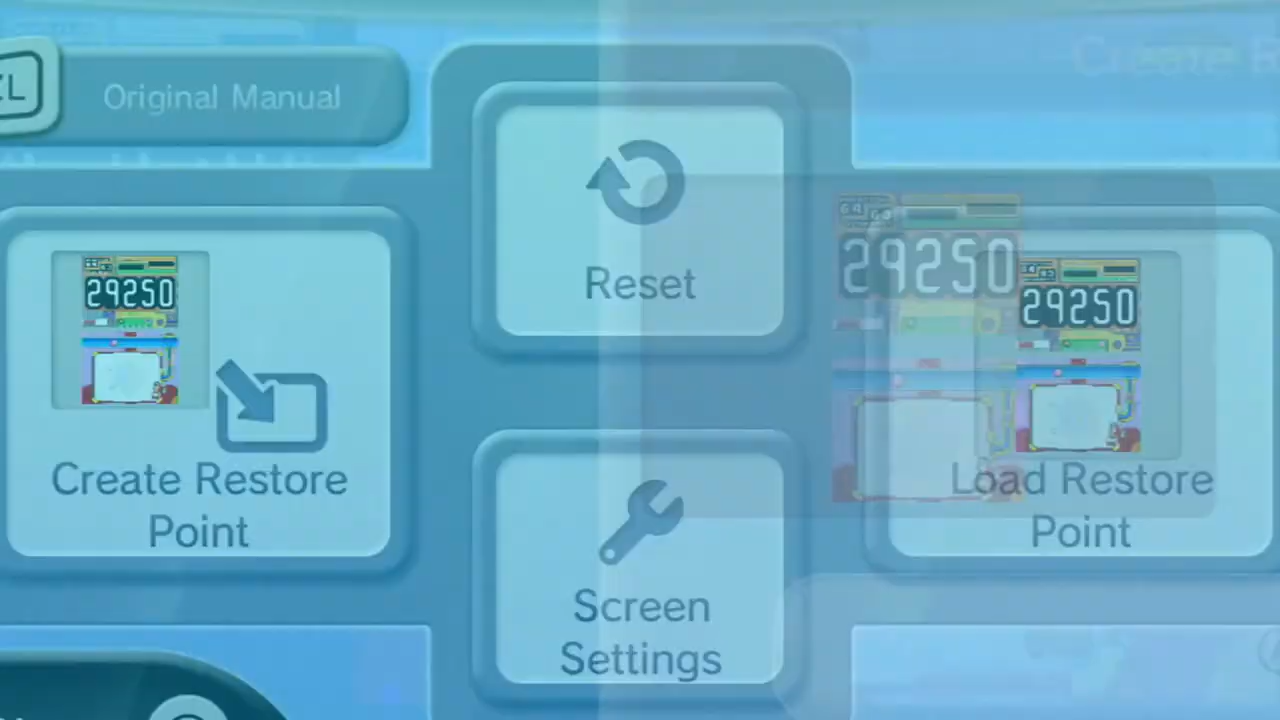 Original Manual
Reset
29250
29250
29250
Create Restore
Point
Load Restore
Point
Screen
Settings